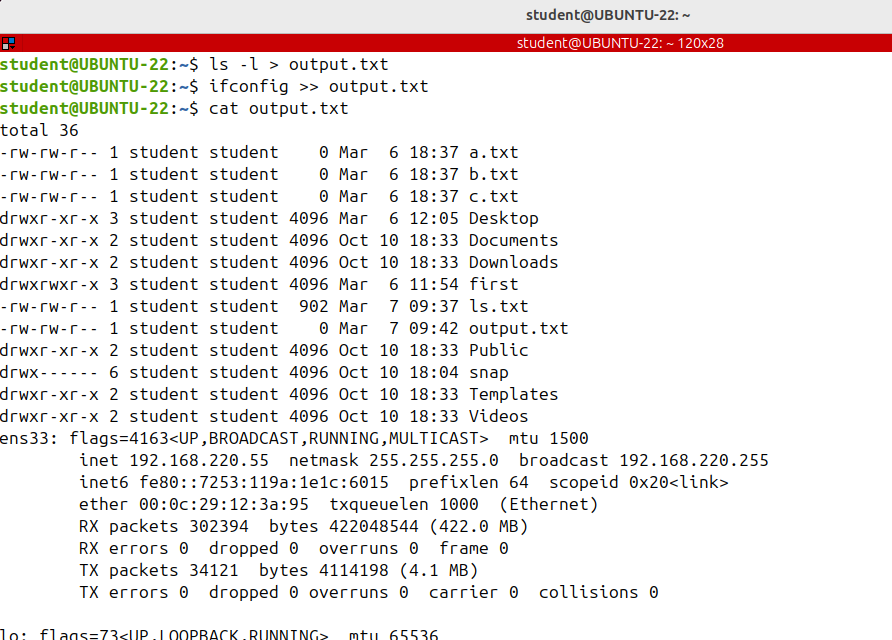 student@UBUNTU-22: ~
student@UBUNTU-22: ~ 120x28
student@UBUNTU-22:~$ ls -l > output.txt
student@UBUNTU-22:~$ ifconfig >> output.txt
student@UBUNTU-22:~$ cat output.txt
total 36
-rw-rw-r-- 1 student student    0 Mar  6 18:37 a.txt
-rw-rw-r-- 1 student student    0 Mar  6 18:37 b.txt
-rw-rw-r-- 1 student student    0 Mar  6 18:37 c.txt
drwxr-xr-x 3 student student 4096 Mar  6 12:05 Desktop
drwxr-xr-x 2 student student 4096 Oct 10 18:33 Documents
drwxr-xr-x 2 student student 4096 Oct 10 18:33 Downloads
drwxrwxr-x 3 student student 4096 Mar  6 11:54 first
-rw-rw-r-- 1 student student  902 Mar  7 09:37 ls.txt
-rw-rw-r-- 1 student student    0 Mar  7 09:42 output.txt
drwxr-xr-x 2 student student 4096 Oct 10 18:33 Public
drwx------ 6 student student 4096 Oct 10 18:04 snap
drwxr-xr-x 2 student student 4096 Oct 10 18:33 Templates
drwxr-xr-x 2 student student 4096 Oct 10 18:33 Videos
ens33: flags=4163<UP,BROADCAST,RUNNING,MULTICAST>  mtu 1500
        inet 192.168.220.55  netmask 255.255.255.0  broadcast 192.168.220.255
        inet6 fe80::7253:119a:1e1c:6015  prefixlen 64  scopeid 0x20<link>
        ether 00:0c:29:12:3a:95  txqueuelen 1000  (Ethernet)
        RX packets 302394  bytes 422048544 (422.0 MB)
        RX errors 0  dropped 0  overruns 0  frame 0
        TX packets 34121  bytes 4114198 (4.1 MB)
        TX errors 0  dropped 0 overruns 0  carrier 0  collisions 0
lo: flags=73<UP,LOOPBACK,RUNNING>  mtu 65536